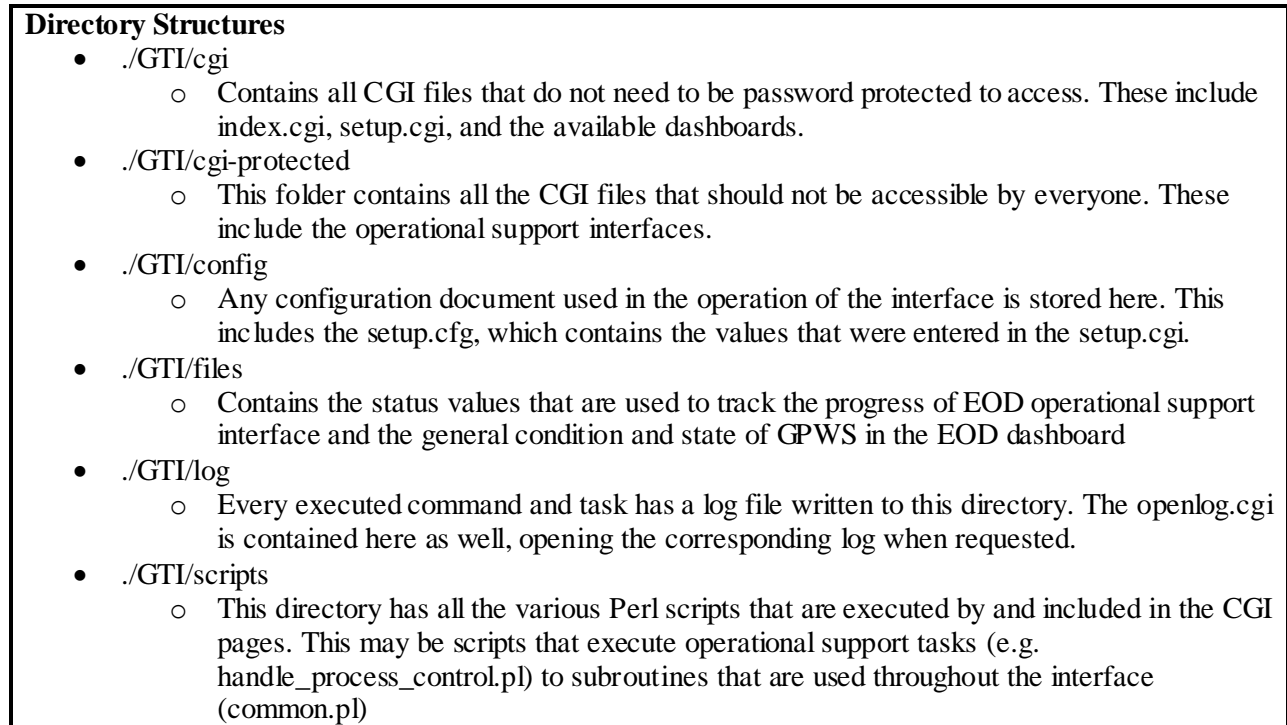 Directory Structures
• ./GTI/cgi
o Contains all CGI files that do not need to be password protected to access. These include
index.cgi, setup.cgi, and the available dashboards.
• ./GTI/cgi-protected
o This folder contains all the CGI files that should not be accessible by everyone. These
include the operational support interfaces.
• ./GTI/config
o Any configuration document used in the operation of the interface is stored here. This
includes the setup.cfg, which contains the values that were entered in the setup.cgi.
• ./GTI/files
o Contains the status values that are used to track the progress of EOD operational support
interface and the general condition and state of GPWS in the EOD dashboard
• ./GTI/log
o Every executed command and task has a log file written to this directory. The openlog.cgi
is contained here as well, opening the corresponding log when requested.
• ./GTI/scripts
o This directory has all the various Perl scripts that are executed by and included in the CGI
pages. This may be scripts that execute operational support tasks (e.g.
handle_process_control.pl) to subroutines that are used throughout the interface
(common.pl)